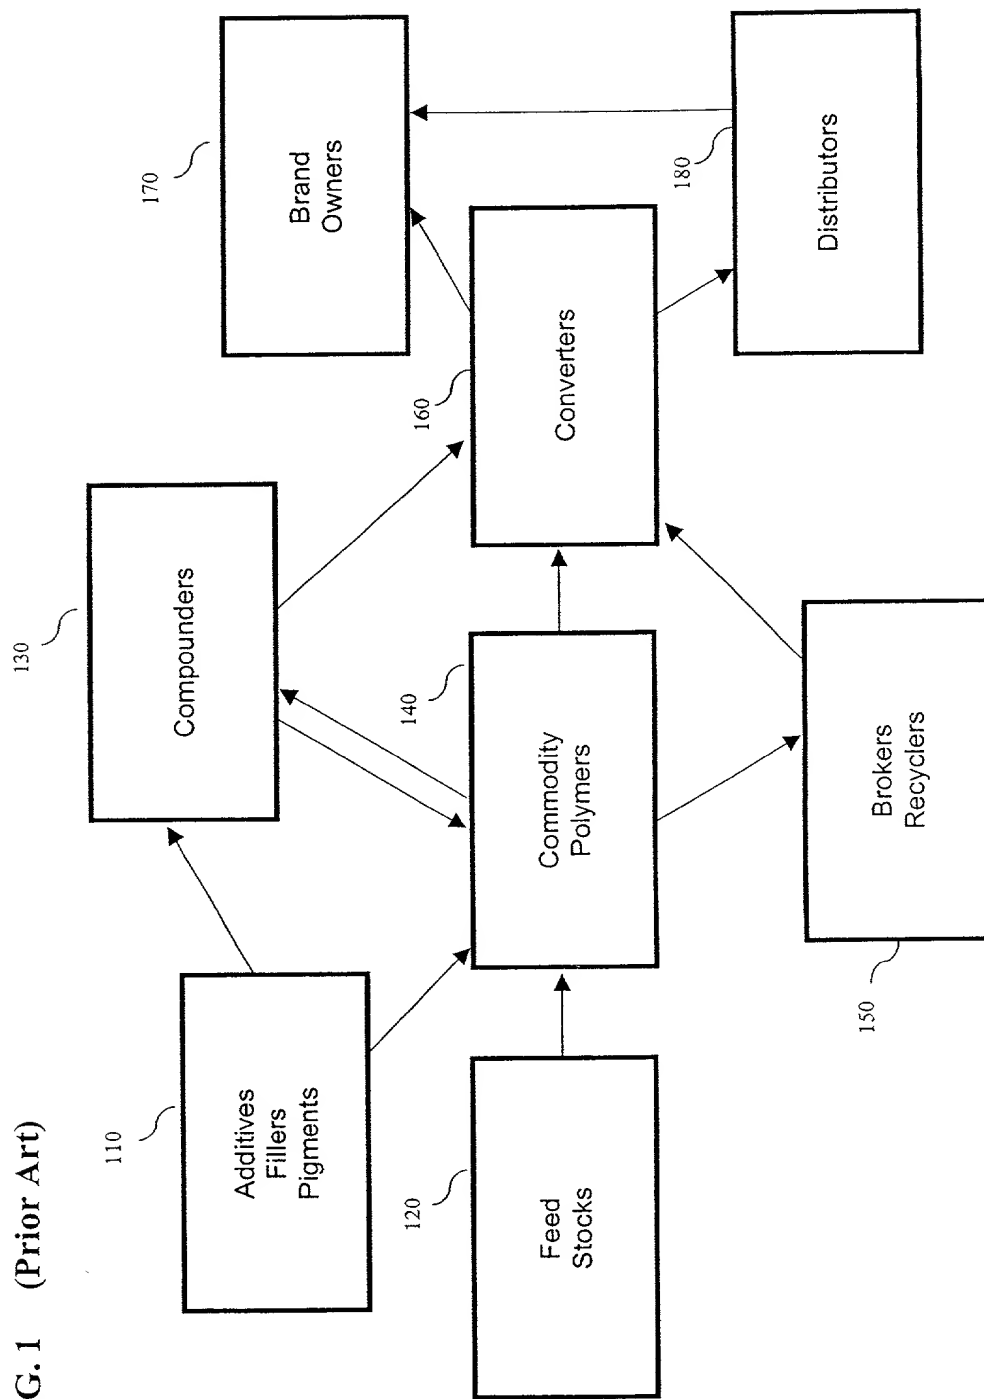 G. 1 (Prior Art)
110
Additives
Fillers
Pigments
120
Feed
Stocks
130
Compounders
140
Commodity
Polymers
150
Brokers
Recyclers
160
Converters
170
Brand
Owners
180
Distributors